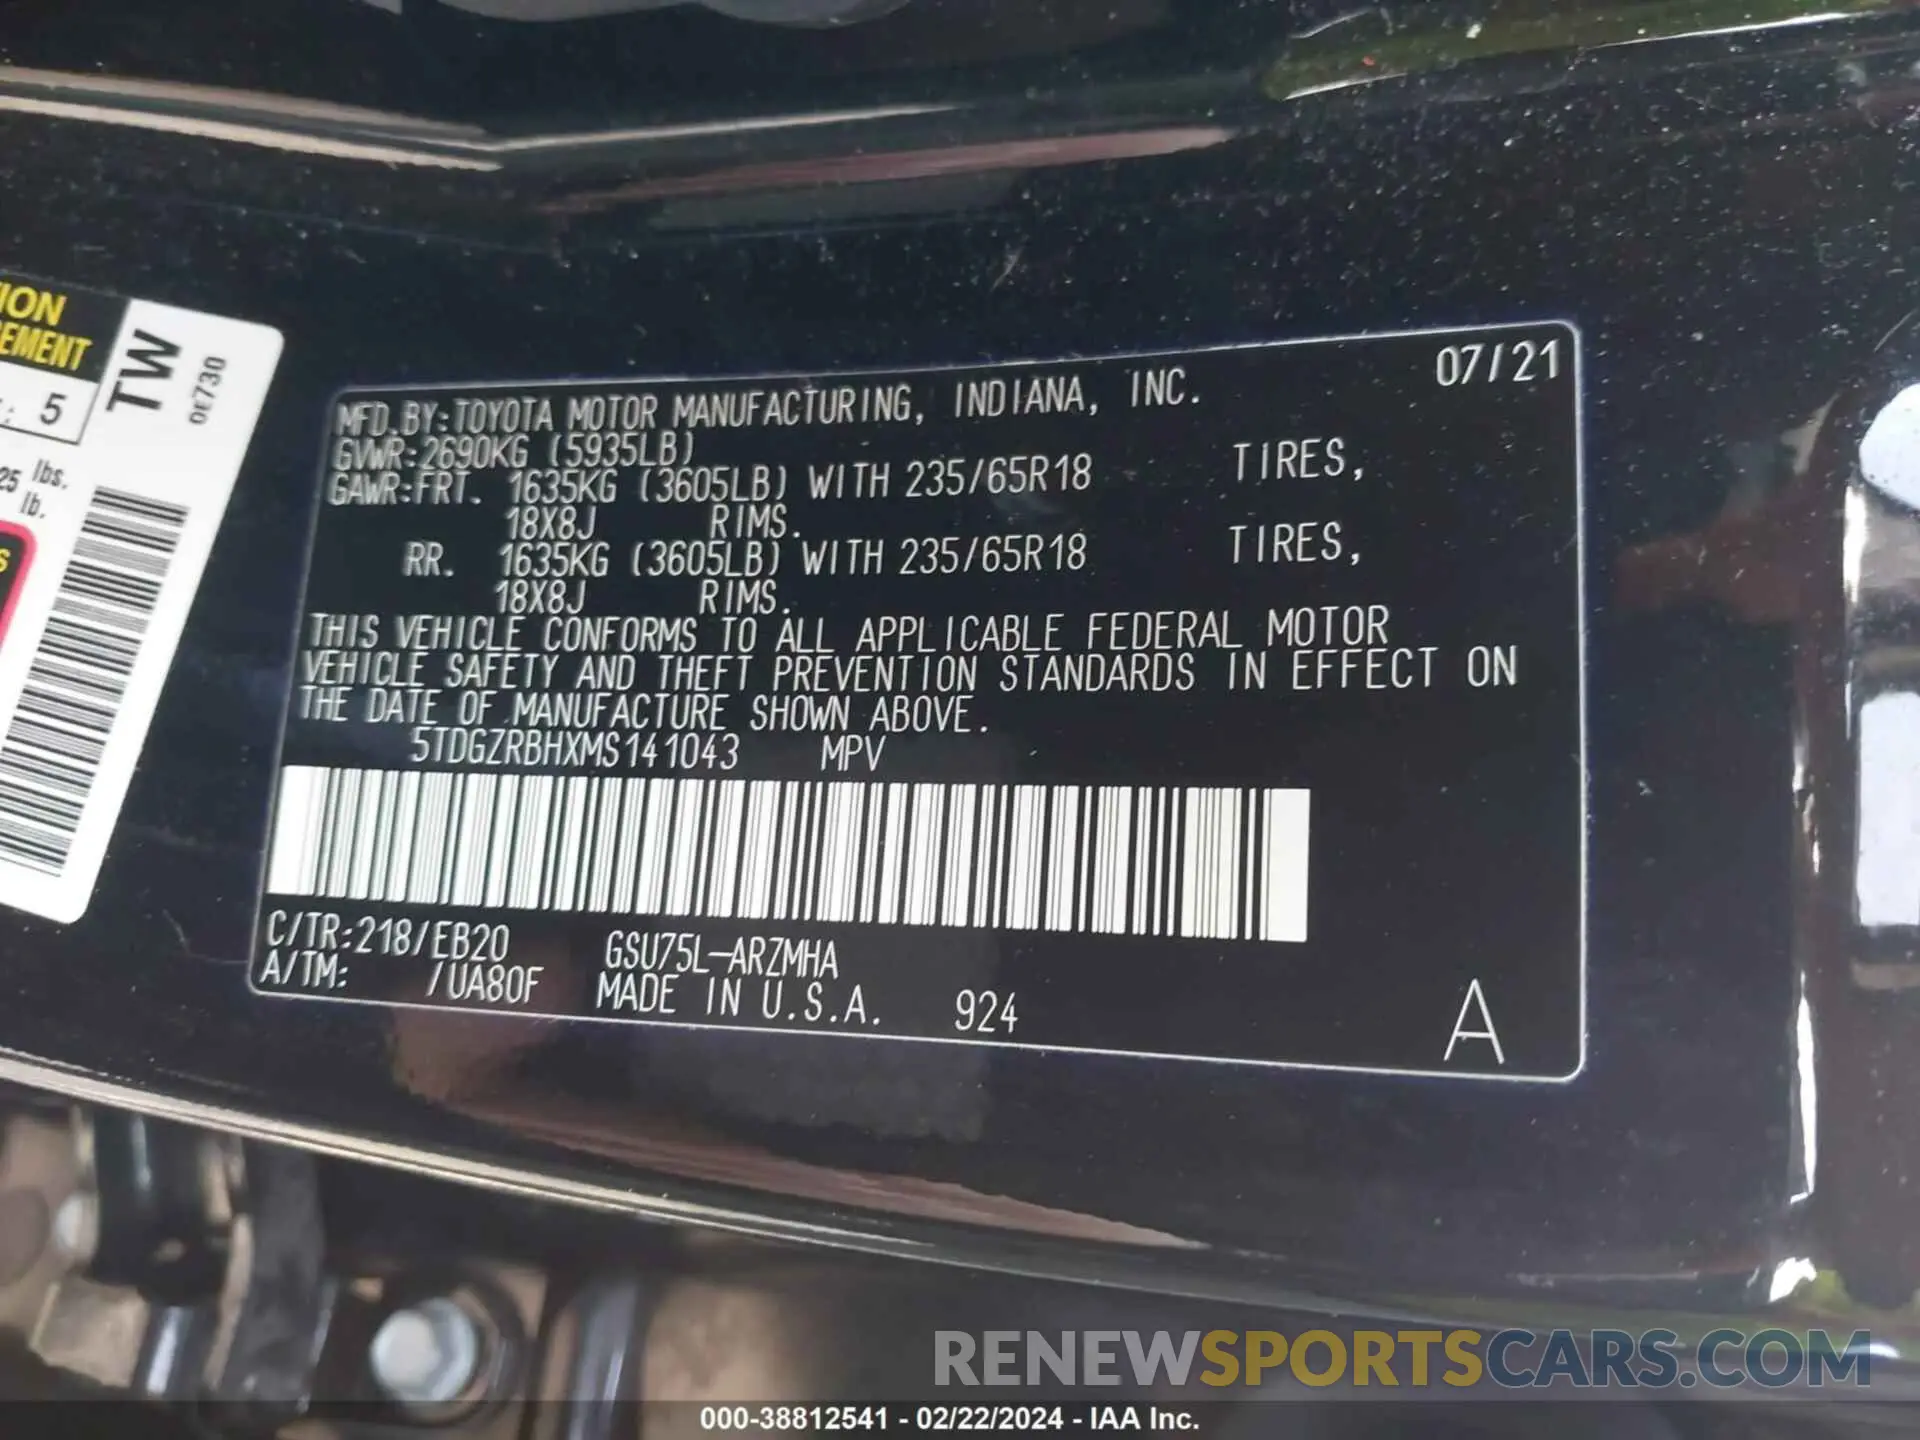 ION
EMENT
TW
0E730
: 5
25 lbs.
lb.
S
07/21
MFD.BY:TOYOTA MOTOR MANUFACTURING, INDIANA, INC.
GVWR:2690KG (5935LB)
GAWR:FRT. 1635KG (3605LB) WITH 235/65R18 TIRES,
18X8J RIMS.
RR. 1635KG (3605LB) WITH 235/65R18 TIRES,
18X8J RIMS.
THIS VEHICLE CONFORMS TO ALL APPLICABLE FEDERAL MOTOR
VEHICLE SAFETY AND THEFT PREVENTION STANDARDS IN EFFECT ON
THE DATE OF MANUFACTURE SHOWN ABOVE.
5TDGZRBHXMS141043 MPV
C/TR:218/EB20 GSU75L-ARZMHA
A/TM: /UA80F MADE IN U.S.A. 924
A
RENEWSPORTSCARS.COM
000-38812541 - 02/22/2024 - IAA Inc.